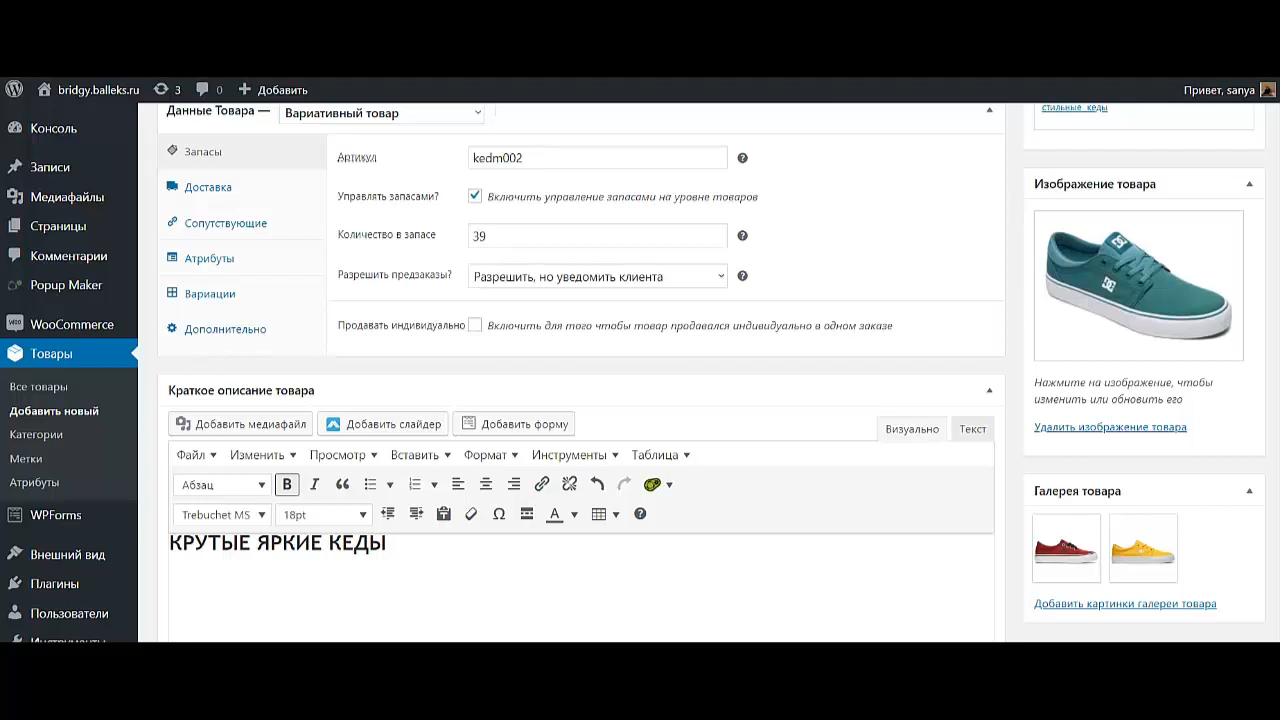 bridgy.balleks.ru 3 0 Добавить Привет, sanya
Консоль
Записи
Медиафайлы
Страницы
Комментарии
Popup Maker
WooCommerce
Товары
Все товары
Добавить новый
Категории
Метки
Атрибуты
WPForms
Внешний вид
Плагины
Пользователи
Инструменты
Данные Товара — Вариативный товар
Запасы
Доставка
Сопутствующие
Атрибуты
Вариации
Дополнительно
Артикул kedm002
Управлять запасами? Включить управление запасами на уровне товаров
Количество в запасе 39
Разрешить предзаказы? Разрешить, но уведомить клиента
Продавать индивидуально Включить для того чтобы товар продавался индивидуально в одном заказе
Краткое описание товара
Добавить медиафайл Добавить слайдер Добавить форму
Визуально Текст
Файл Изменить Просмотр Вставить Формат Инструменты Таблица
Абзац
Trebuchet MS 18pt
КРУТЫЕ ЯРКИЕ КЕДЫ
стильные кеды
Изображение товара
Нажмите на изображение, чтобы
изменить или обновить его
Удалить изображение товара
Галерея товара
Добавить картинки галереи товара